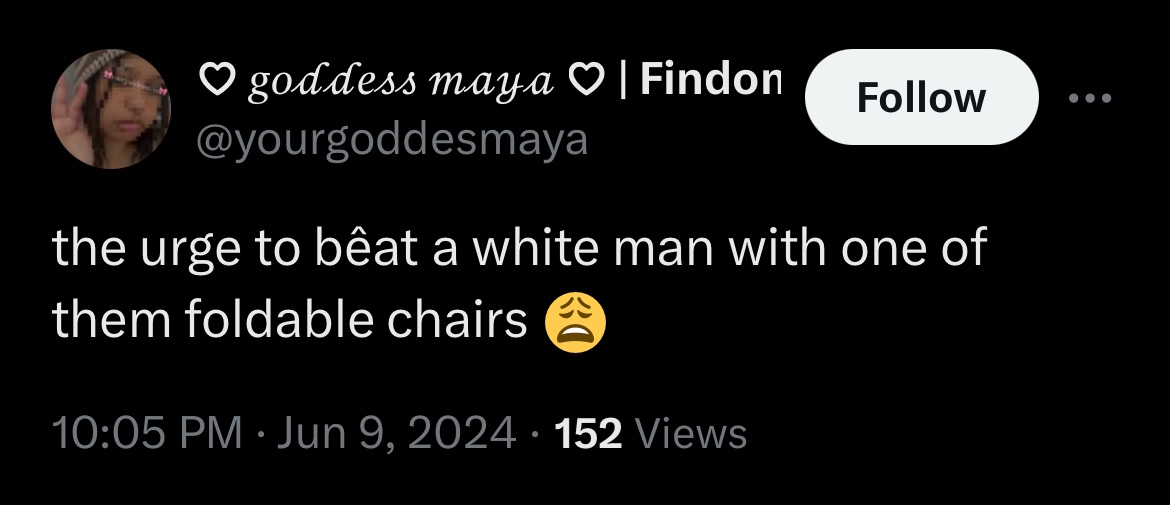 ♡ 𝓰𝓸𝓭𝓭𝓮𝓼𝓼 𝓶𝓪𝔂𝓪 ♡ | Findon
Follow
@yourgoddesmaya
the urge to bêat a white man with one of
them foldable chairs 😩
10:05 PM · Jun 9, 2024 · 152 Views